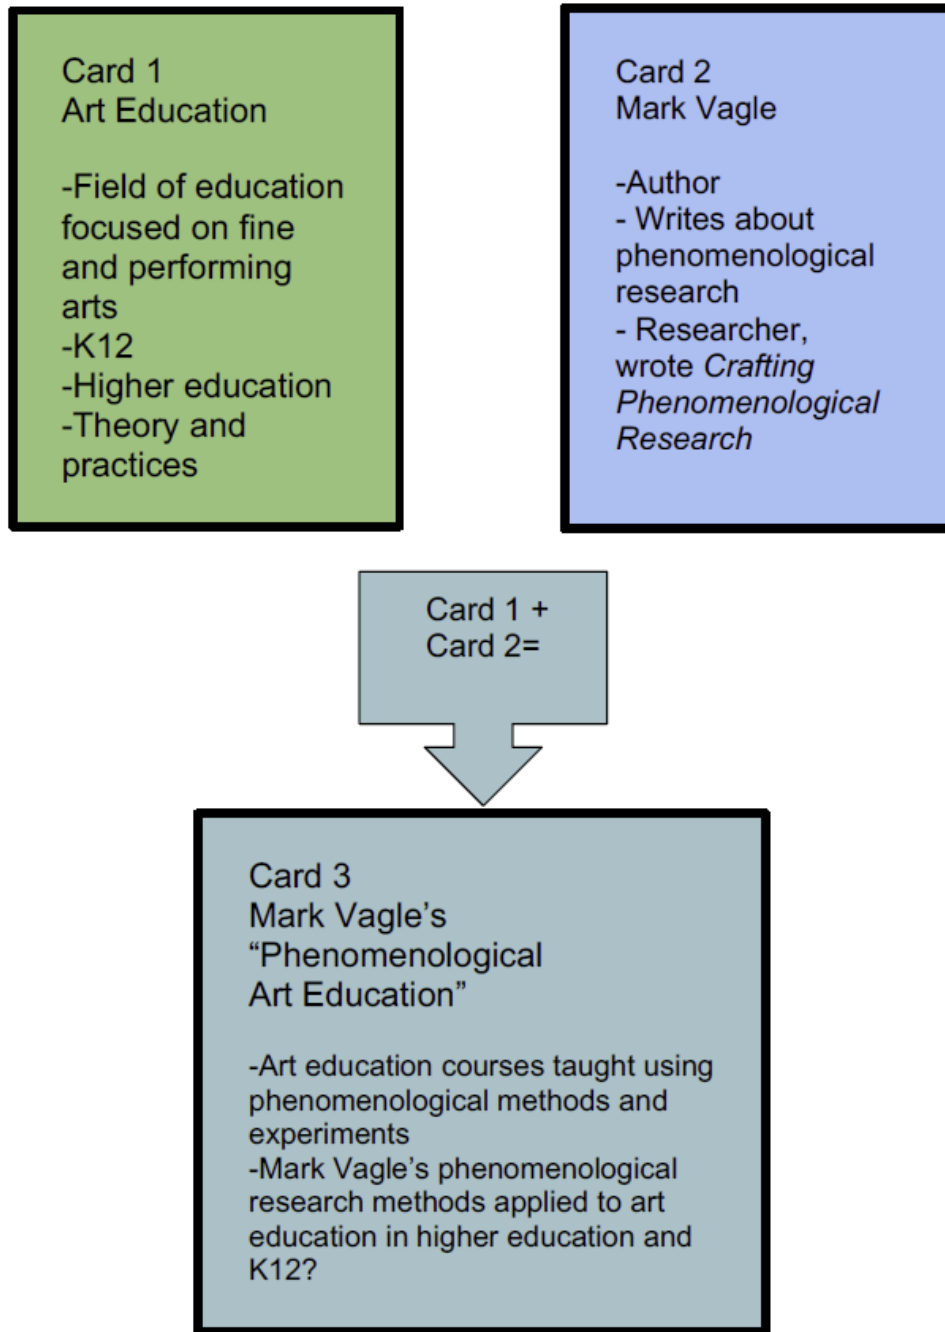 Card 1
Art Education
-Field of education
focused on fine
and performing
arts
-K12
-Higher education
-Theory and
practices
Card 2
Mark Vagle
-Author
- Writes about
phenomenological
research
- Researcher,
wrote Crafting
Phenomenological
Research
Card 1 +
Card 2=
Card 3
Mark Vagle’s
“Phenomenological
Art Education”
-Art education courses taught using
phenomenological methods and
experiments
-Mark Vagle’s phenomenological
research methods applied to art
education in higher education and
K12?